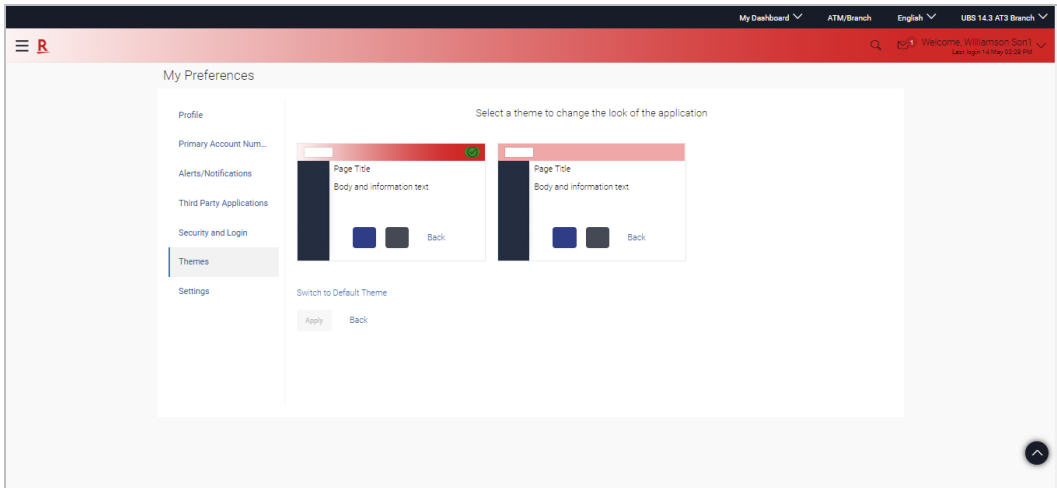 My Dashboard ATM/Branch English UBS 14.3 AT3 Branch
R 1 Welcome, Williamson Son1
Last login 14 May 02:28 PM
My Preferences
Profile
Primary Account Num...
Alerts/Notifications
Third Party Applications
Security and Login
Themes
Settings
Select a theme to change the look of the application
Page Title
Body and information text
Back
Page Title
Body and information text
Back
Switch to Default Theme
Apply Back